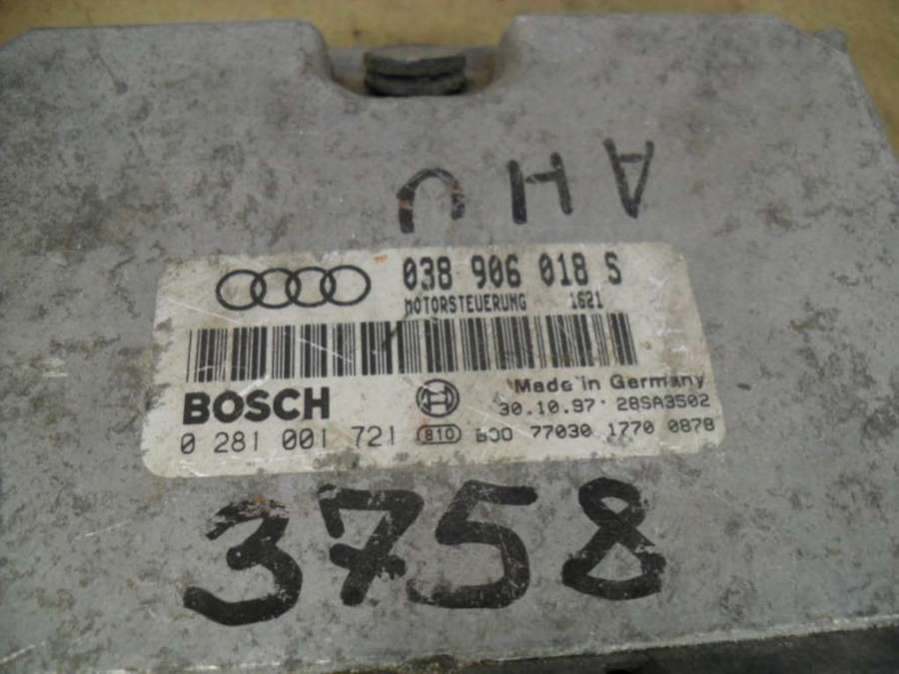 AHU
038 906 018 S
MOTORSTEUERUNG 1621
BOSCH
Made in Germany
30.10.97 28SA3502
0 281 001 721 810 77030 1770 0878
3758